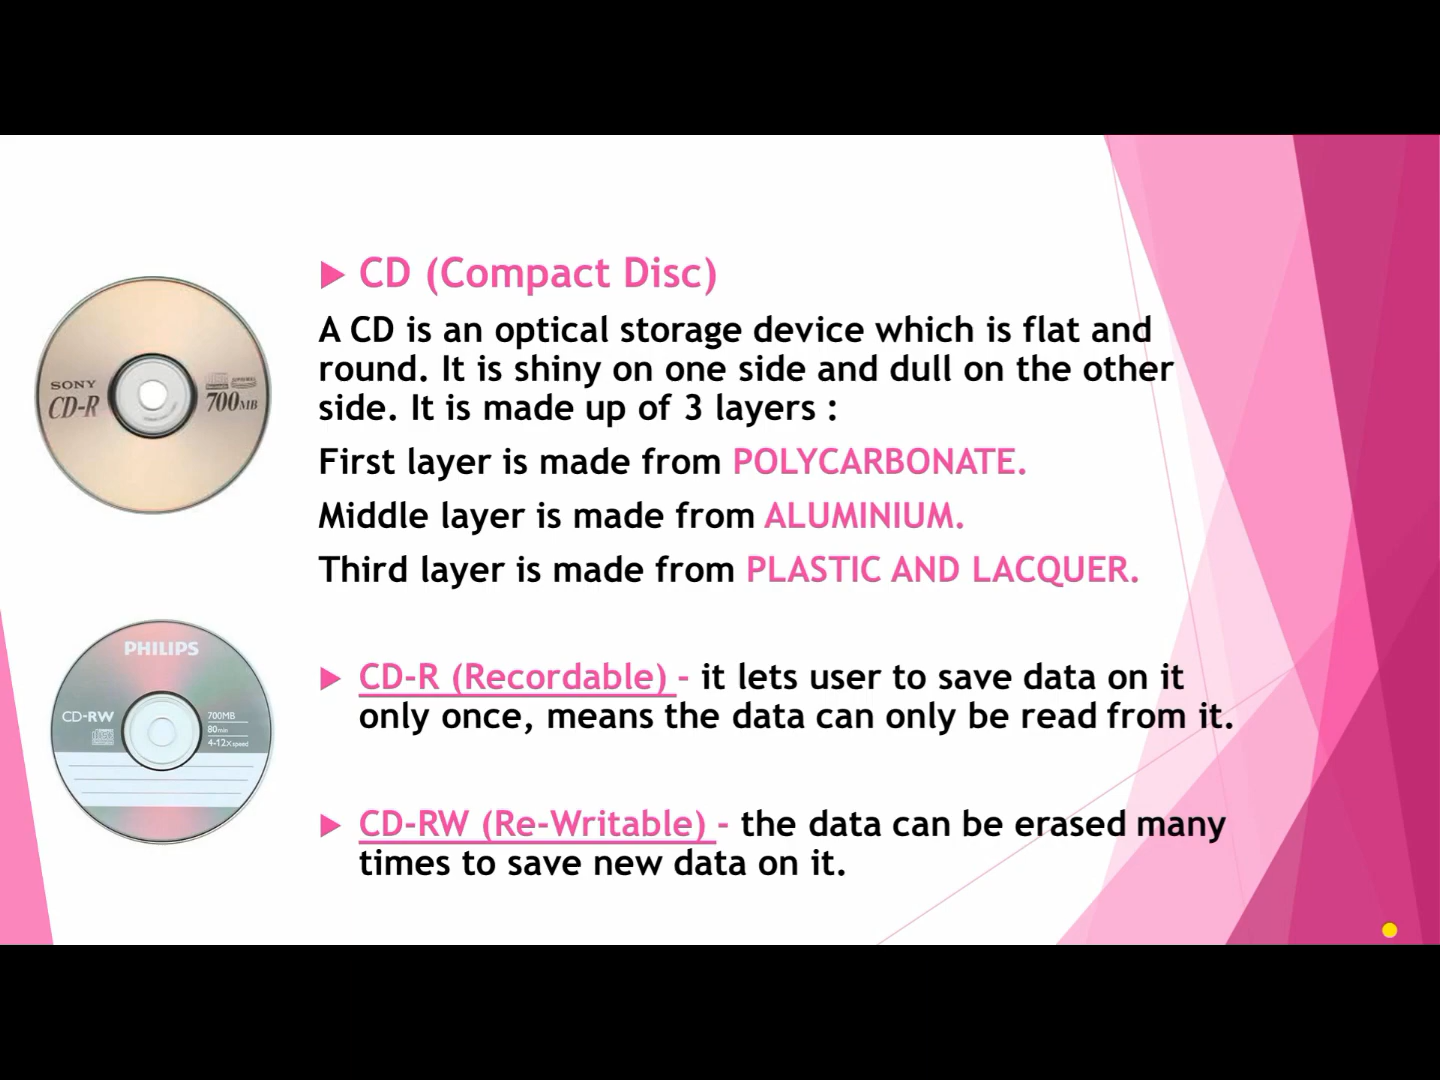 CD (Compact Disc)
A CD is an optical storage device which is flat and
round. It is shiny on one side and dull on the other
side. It is made up of 3 layers :
First layer is made from POLYCARBONATE.
Middle layer is made from ALUMINIUM.
Third layer is made from PLASTIC AND LACQUER.
CD-R (Recordable) - it lets user to save data on it
only once, means the data can only be read from it.
CD-RW (Re-Writable) - the data can be erased many
times to save new data on it.
SONY
CD-R
700MB
PHILIPS
CD-RW
700MB
80min
4-12x speed